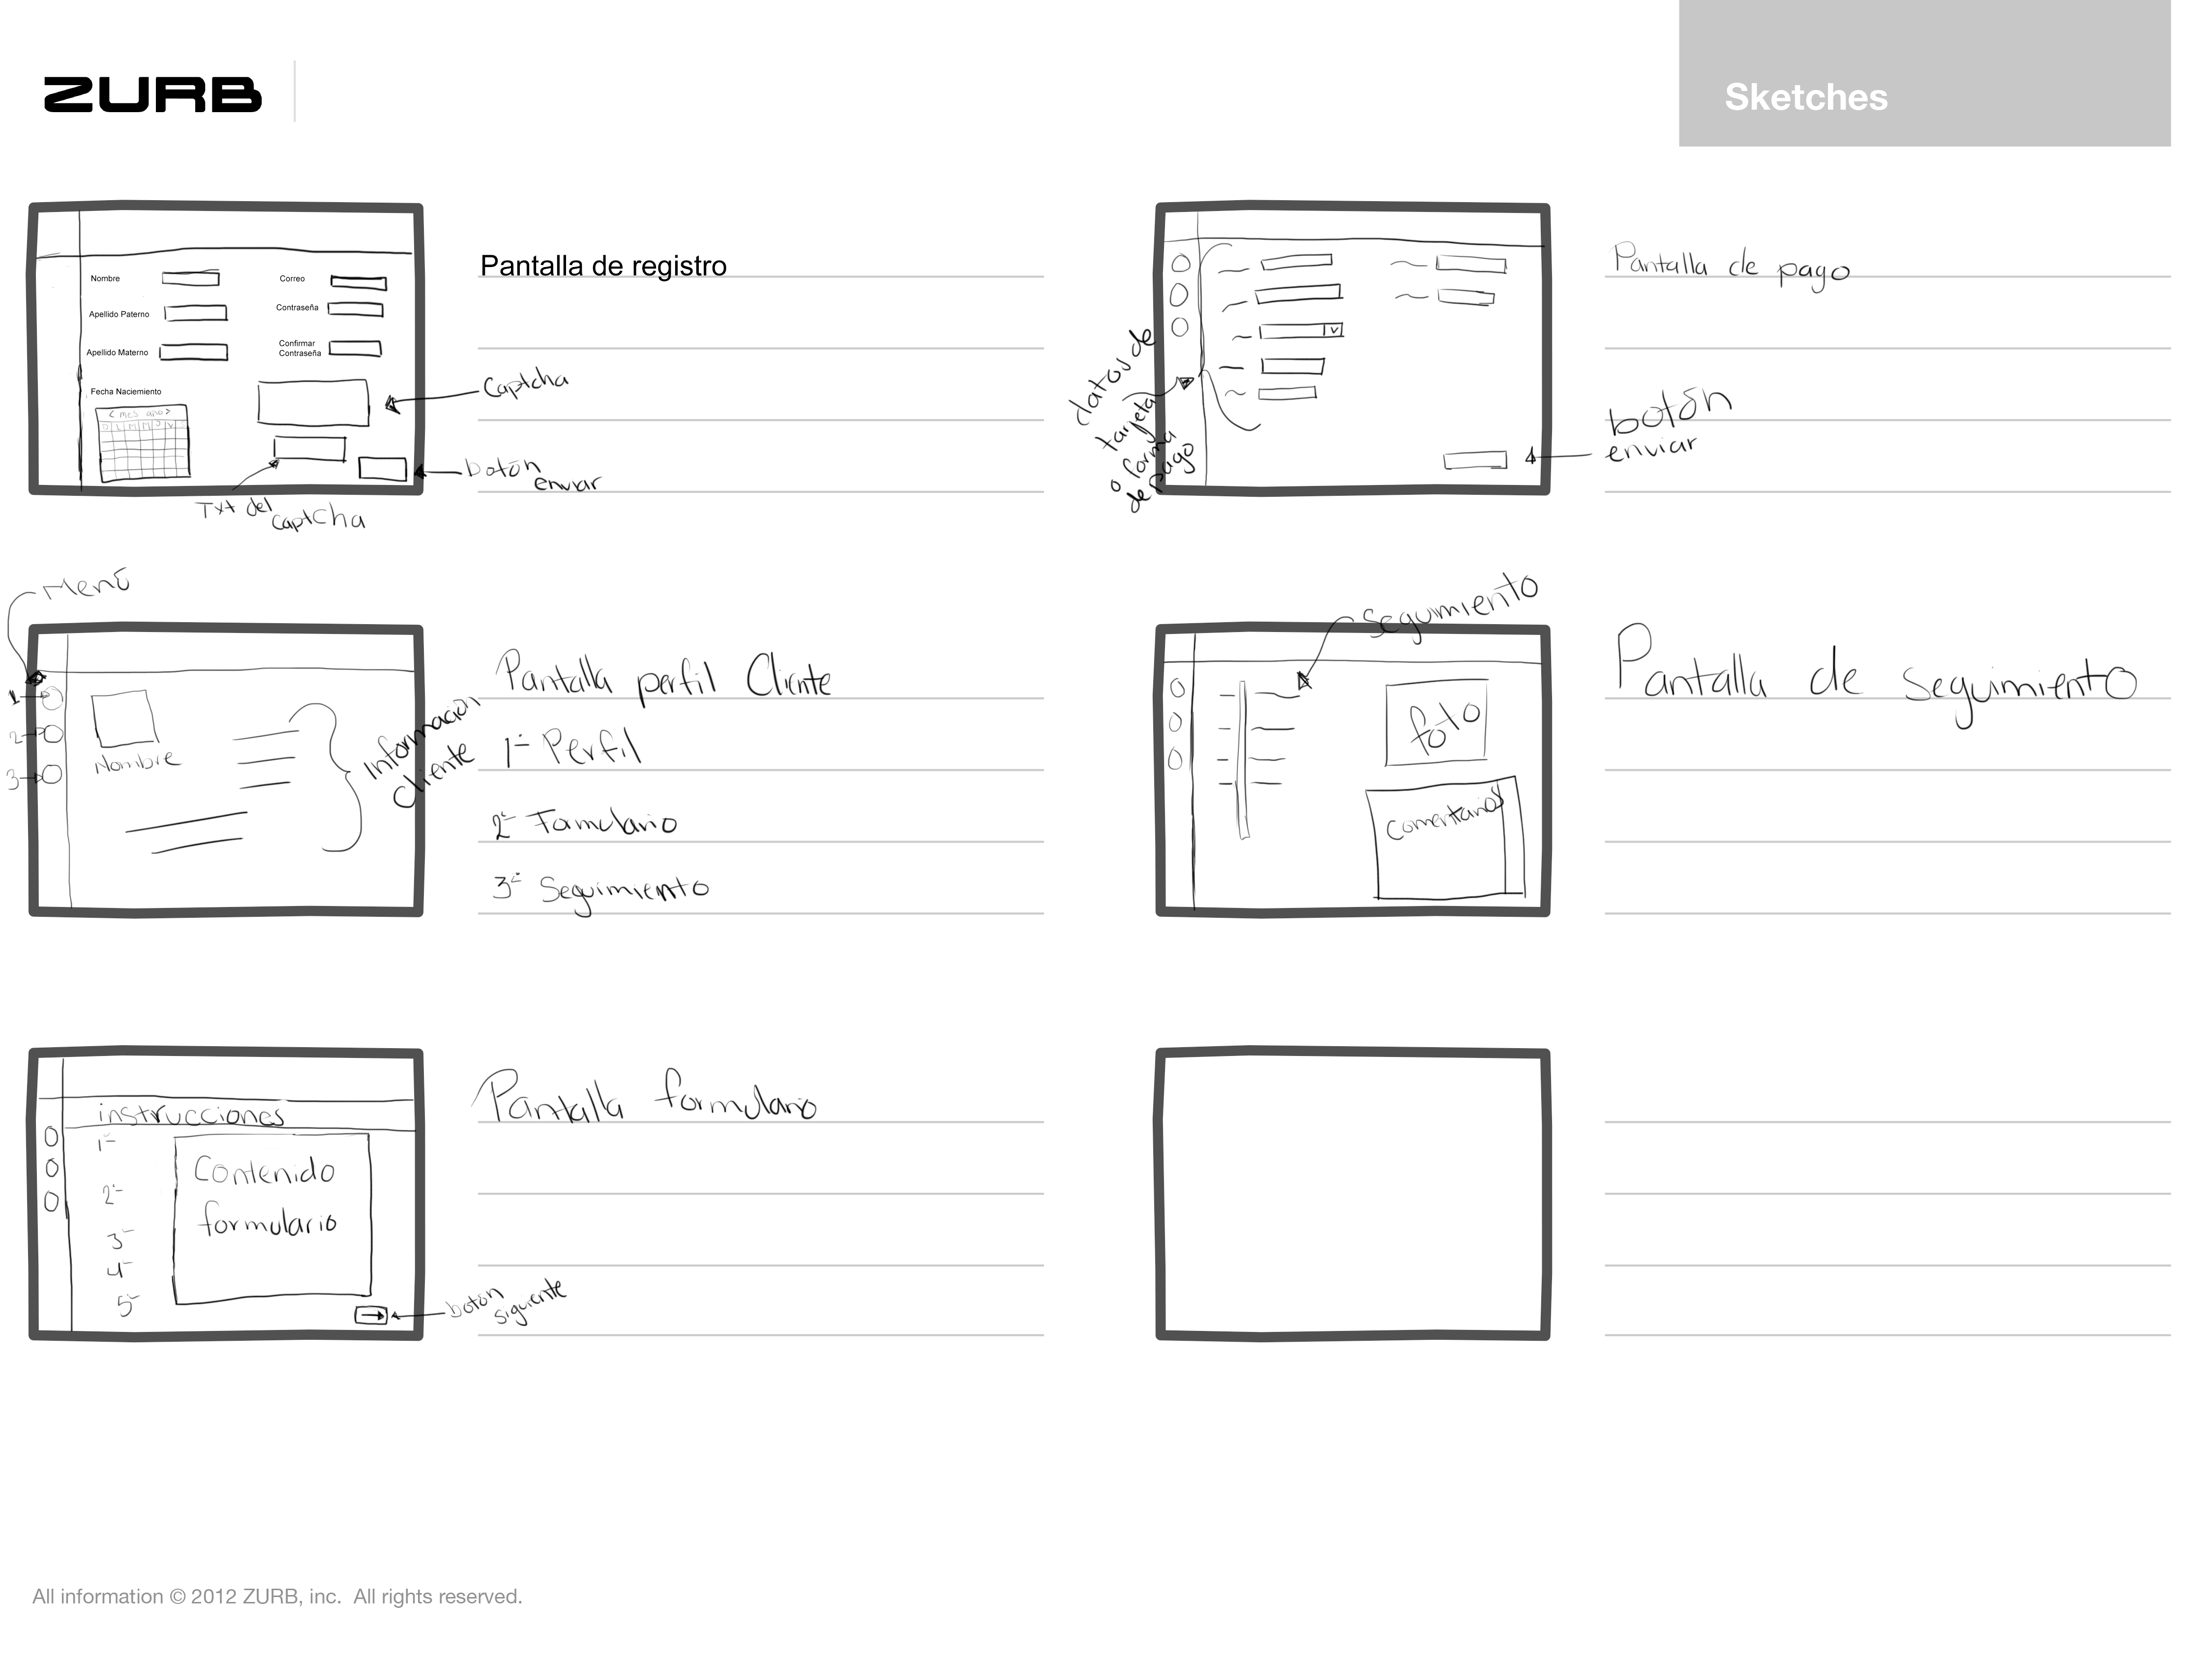 ZURB
Sketches
Nombre
Correo
Apellido Paterno
Contraseña
Apellido Materno
Confirmar
Contraseña
Fecha Naciemiento
< mes año >
D L M M J V
Pantalla de registro
Captcha
botón
enviar
Txt del
captcha
Pantalla de pago
datos de
tarjeta
o forma
de pago
botón
enviar
Menú
1
2
3
Nombre
Informacion
cliente
Pantalla perfil Cliente
1- Perfil
2- Formulario
3- Seguimiento
Seguimiento
foto
comentarios
Pantalla de seguimiento
instrucciones
1-
2-
3-
4-
5-
Contenido
formulario
Pantalla formulario
boton
siguiente
All information © 2012 ZURB, inc. All rights reserved.